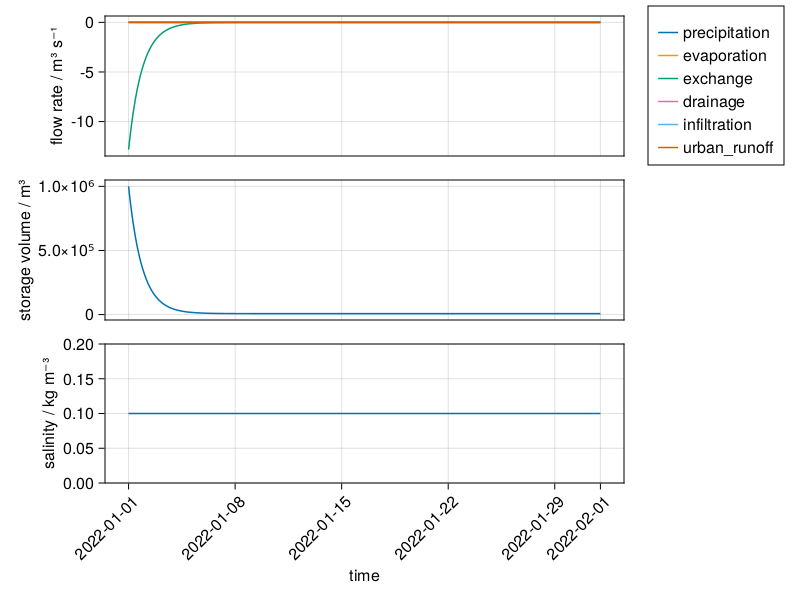 flow rate / m³ s⁻¹
0
-5
-10
precipitation
evaporation
exchange
drainage
infiltration
urban_runoff
storage volume / m³
1.0×10⁶
5.0×10⁵
0
salinity / kg m⁻³
0.20
0.15
0.10
0.05
0.00
2022-01-01
2022-01-08
2022-01-15
2022-01-22
2022-01-29
2022-02-01
time